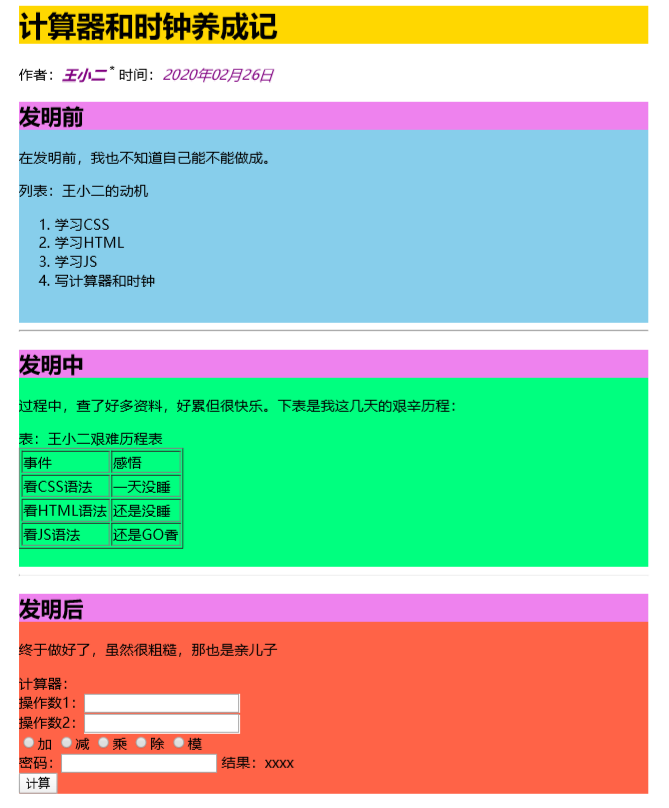 计算器和时钟养成记
作者：王小二 * 时间：2020年02月26日
发明前
在发明前，我也不知道自己能不能做成。
列表：王小二的动机
1. 学习CSS
2. 学习HTML
3. 学习JS
4. 写计算器和时钟
发明中
过程中，查了好多资料，好累但很快乐。下表是我这几天的艰辛历程：
表：王小二艰难历程表
事件 感悟
看CSS语法 一天没睡
看HTML语法 还是没睡
看JS语法 还是GO香
发明后
终于做好了，虽然很粗糙，那也是亲儿子
计算器：
操作数1：
操作数2：
加 减 乘 除 模
密码： 结果：xxxx
计算